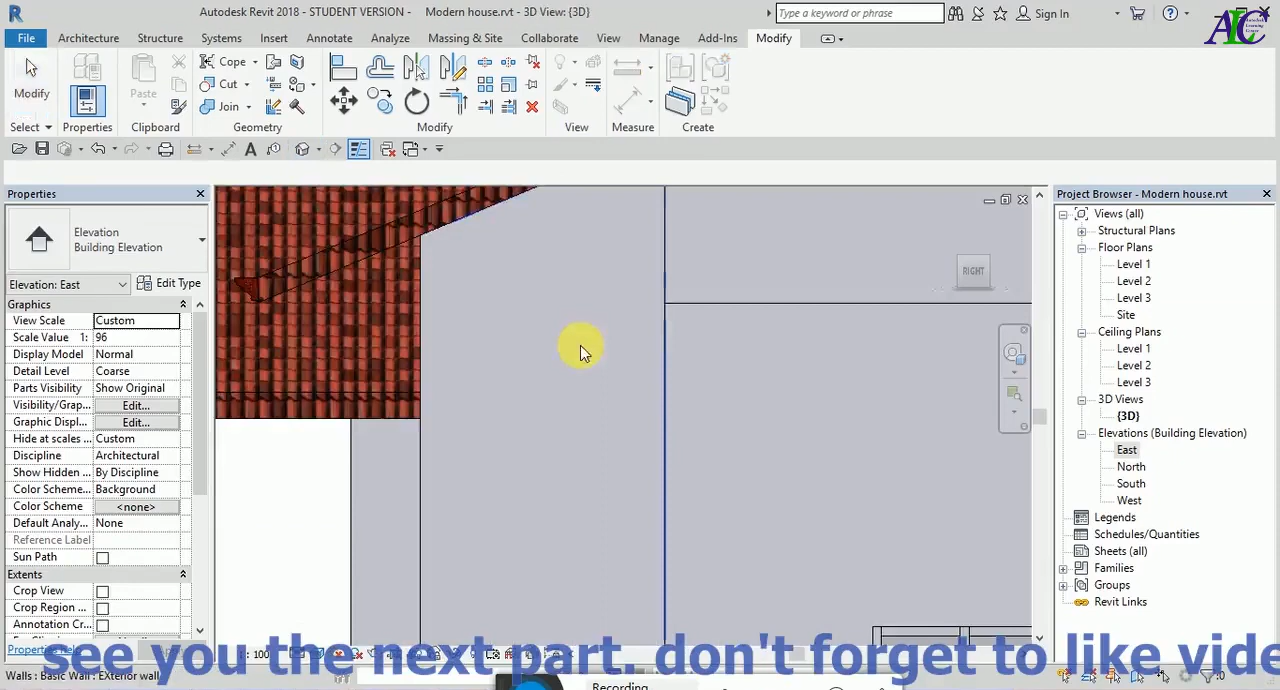 Autodesk Revit 2018 - STUDENT VERSION - Modern house.rvt - 3D View: {3D}
Type a keyword or phrase
Sign In
ALC
File Architecture Structure Systems Insert Annotate Analyze Massing & Site Collaborate View Manage Add-Ins Modify
Modify Paste Cope Cut Join
Select Properties Clipboard Geometry Modify View Measure Create
Properties
Elevation
Building Elevation
Elevation: East Edit Type
Graphics
View Scale Custom
Scale Value 1: 96
Display Model Normal
Detail Level Coarse
Parts Visibility Show Original
Visibility/Grap... Edit...
Graphic Displ... Edit...
Hide at scales ... Custom
Discipline Architectural
Show Hidden ... By Discipline
Color Scheme... Background
Color Scheme <none>
Default Analy... None
Reference Label
Sun Path
Extents
Crop View
Crop Region ...
Annotation Cr...
Properties help
RIGHT
Project Browser - Modern house.rvt
Views (all)
Structural Plans
Floor Plans
Level 1
Level 2
Level 3
Site
Ceiling Plans
Level 1
Level 2
Level 3
3D Views
{3D}
Elevations (Building Elevation)
East
North
South
West
Legends
Schedules/Quantities
Sheets (all)
Families
Groups
Revit Links
: 100
see you the next part. don't forget to like vide
Walls : Basic Wall : EXterior wall
Recording
:0